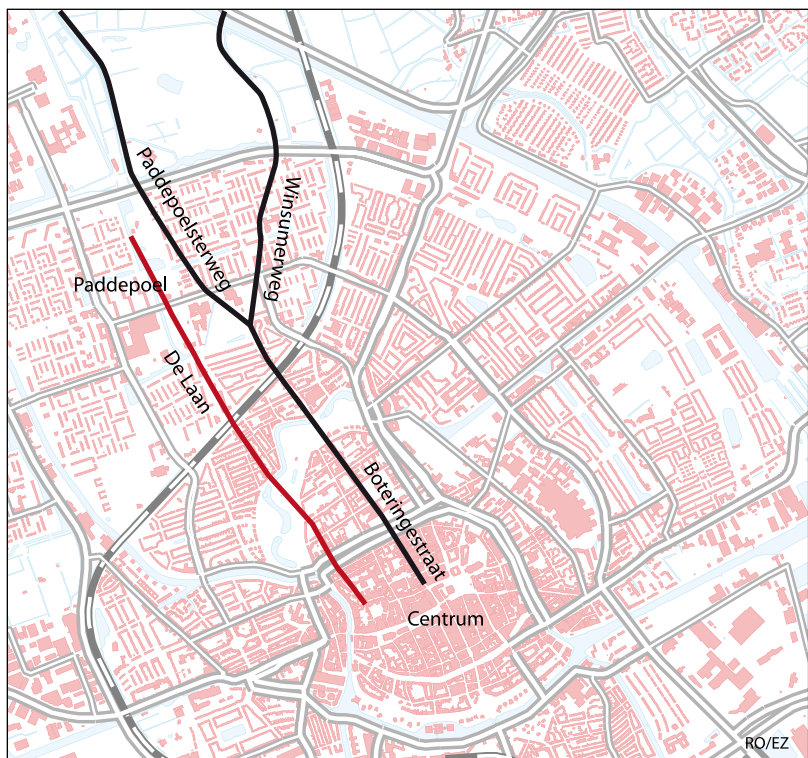 Paddepoelsterweg
Winsumerweg
Paddepoel
De Laan
Boteringestraat
Centrum
RO/EZ